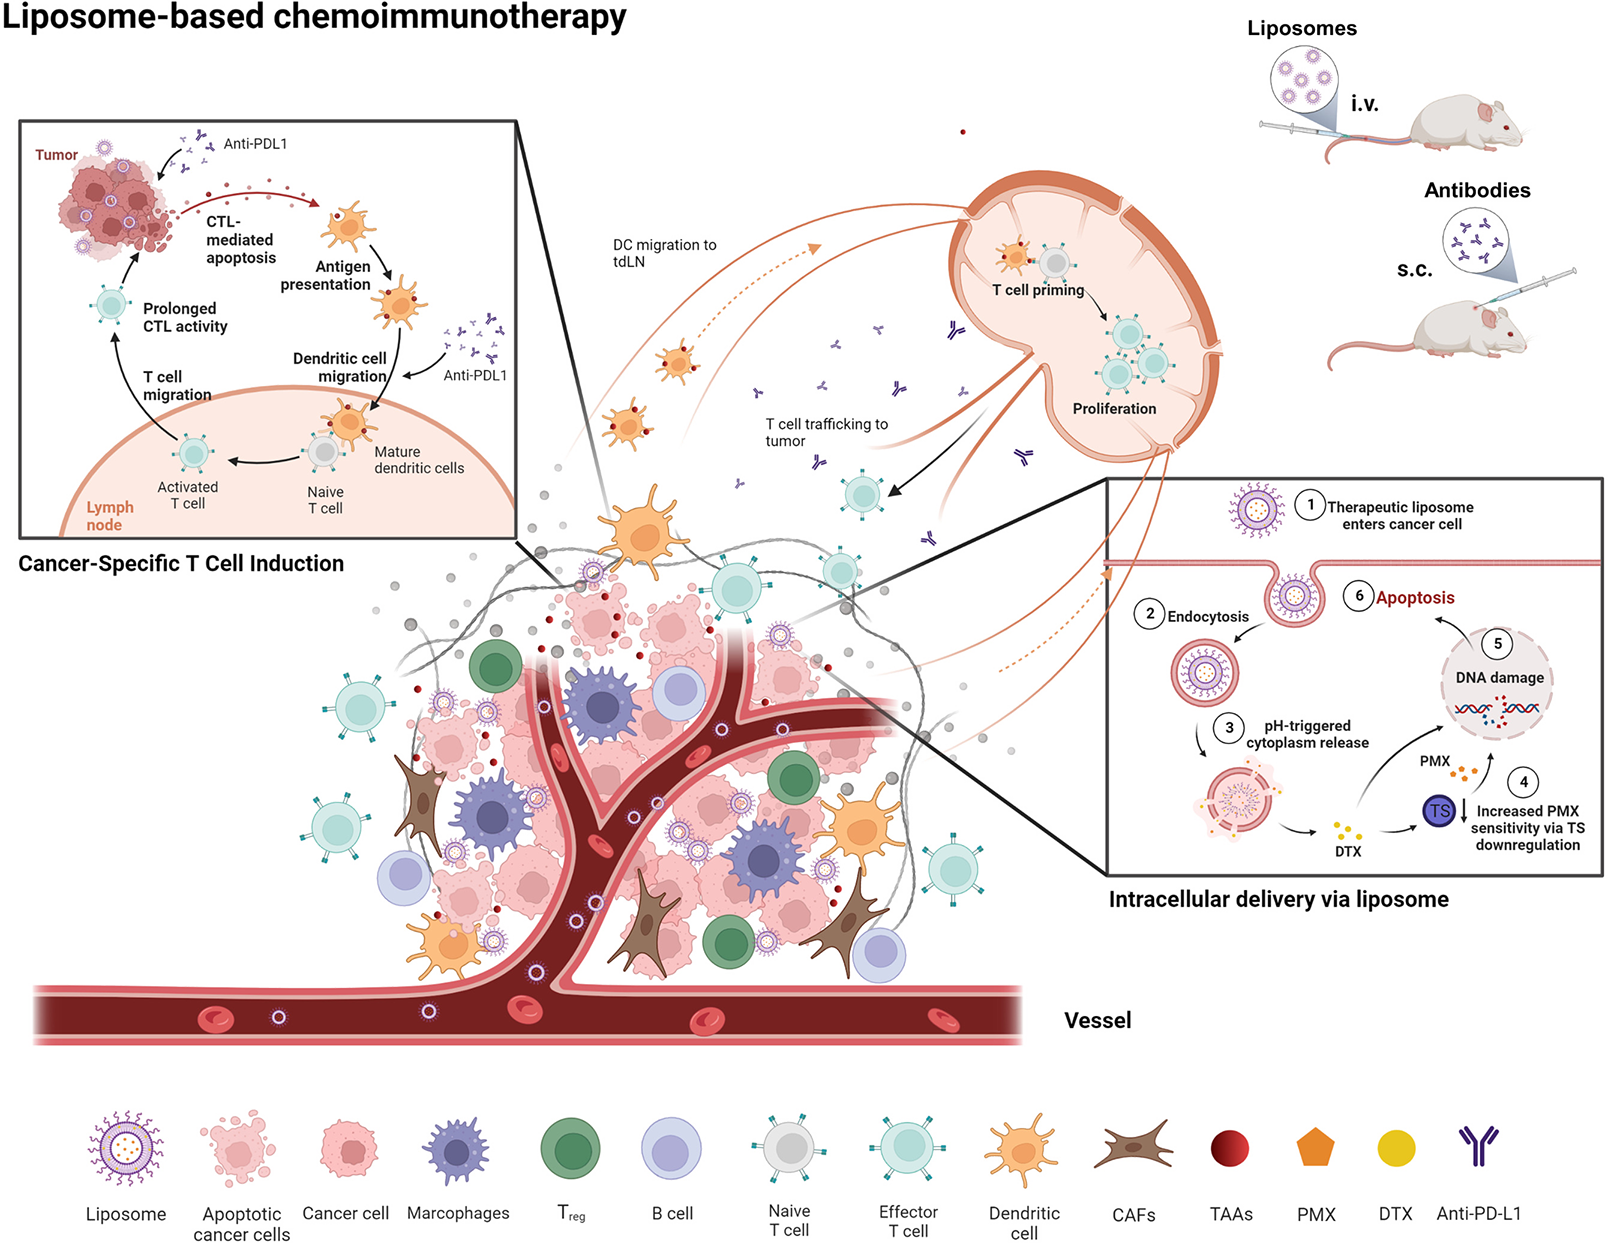 Liposome-based chemoimmunotherapy
Liposomes
i.v.
Antibodies
s.c.
Tumor
Anti-PDL1
CTL-
mediated
apoptosis
Antigen
presentation
Prolonged
CTL activity
Dendritic cell
migration
Anti-PDL1
T cell
migration
Mature
dendritic cells
Activated
T cell
Naive
T cell
Lymph
node
Cancer-Specific T Cell Induction
DC migration to
tdLN
T cell priming
Proliferation
T cell trafficking to
tumor
1
Therapeutic liposome
enters cancer cell
2
Endocytosis
6
Apoptosis
5
DNA damage
3
pH-triggered
cytoplasm release
PMX
4
TS
Increased PMX
sensitivity via TS
downregulation
DTX
Intracellular delivery via liposome
Vessel
Liposome
Apoptotic
cancer cells
Cancer cell
Marcophages
Treg
B cell
Naive
T cell
Effector
T cell
Dendritic
cell
CAFs
TAAs
PMX
DTX
Anti-PD-L1